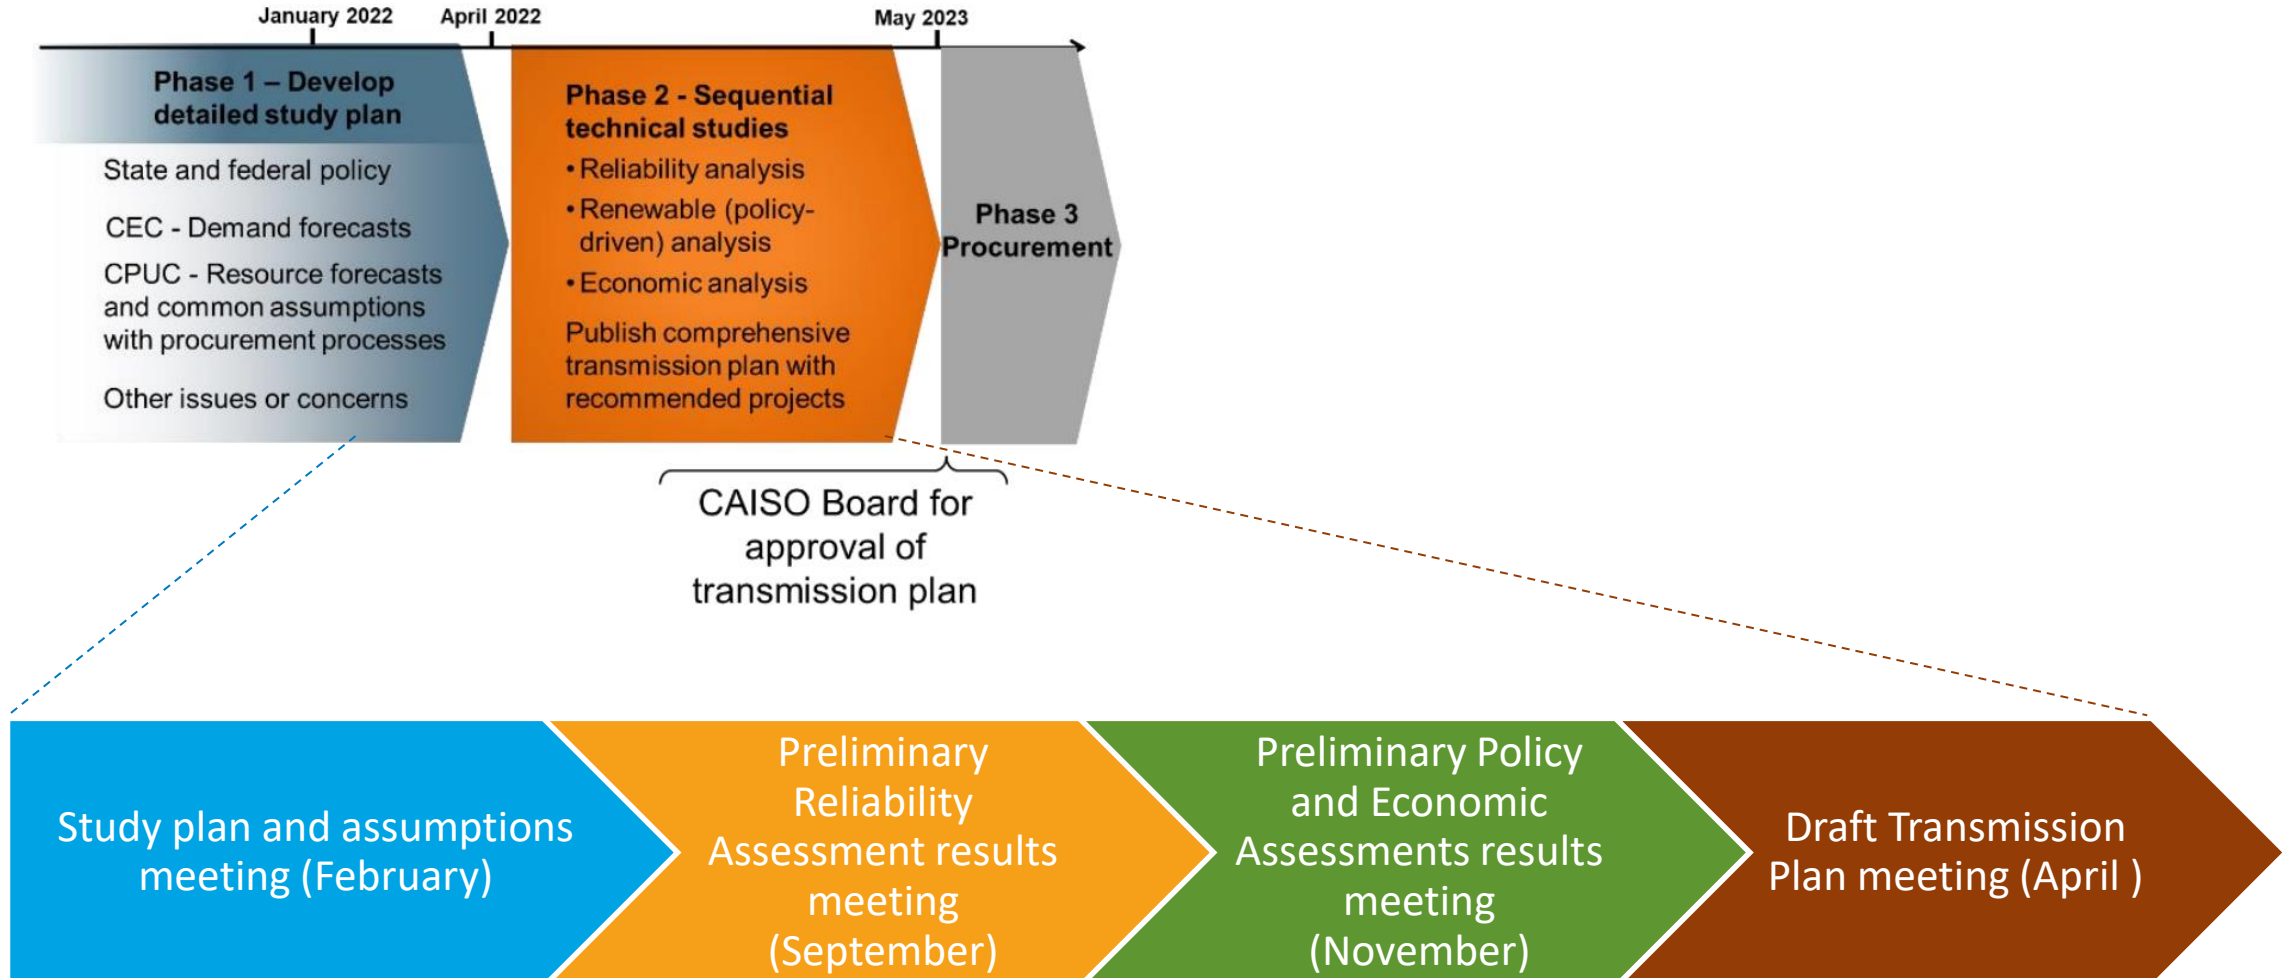 January 2022
April 2022
May 2023
Phase 1 – Develop
detailed study plan
State and federal policy
CEC - Demand forecasts
CPUC - Resource forecasts
and common assumptions
with procurement processes
Other issues or concerns
Phase 2 - Sequential
technical studies
• Reliability analysis
• Renewable (policy-
driven) analysis
• Economic analysis
Publish comprehensive
transmission plan with
recommended projects
Phase 3
Procurement
CAISO Board for
approval of
transmission plan
Study plan and assumptions
meeting (February)
Preliminary
Reliability
Assessment results
meeting
(September)
Preliminary Policy
and Economic
Assessments results
meeting
(November)
Draft Transmission
Plan meeting (April )